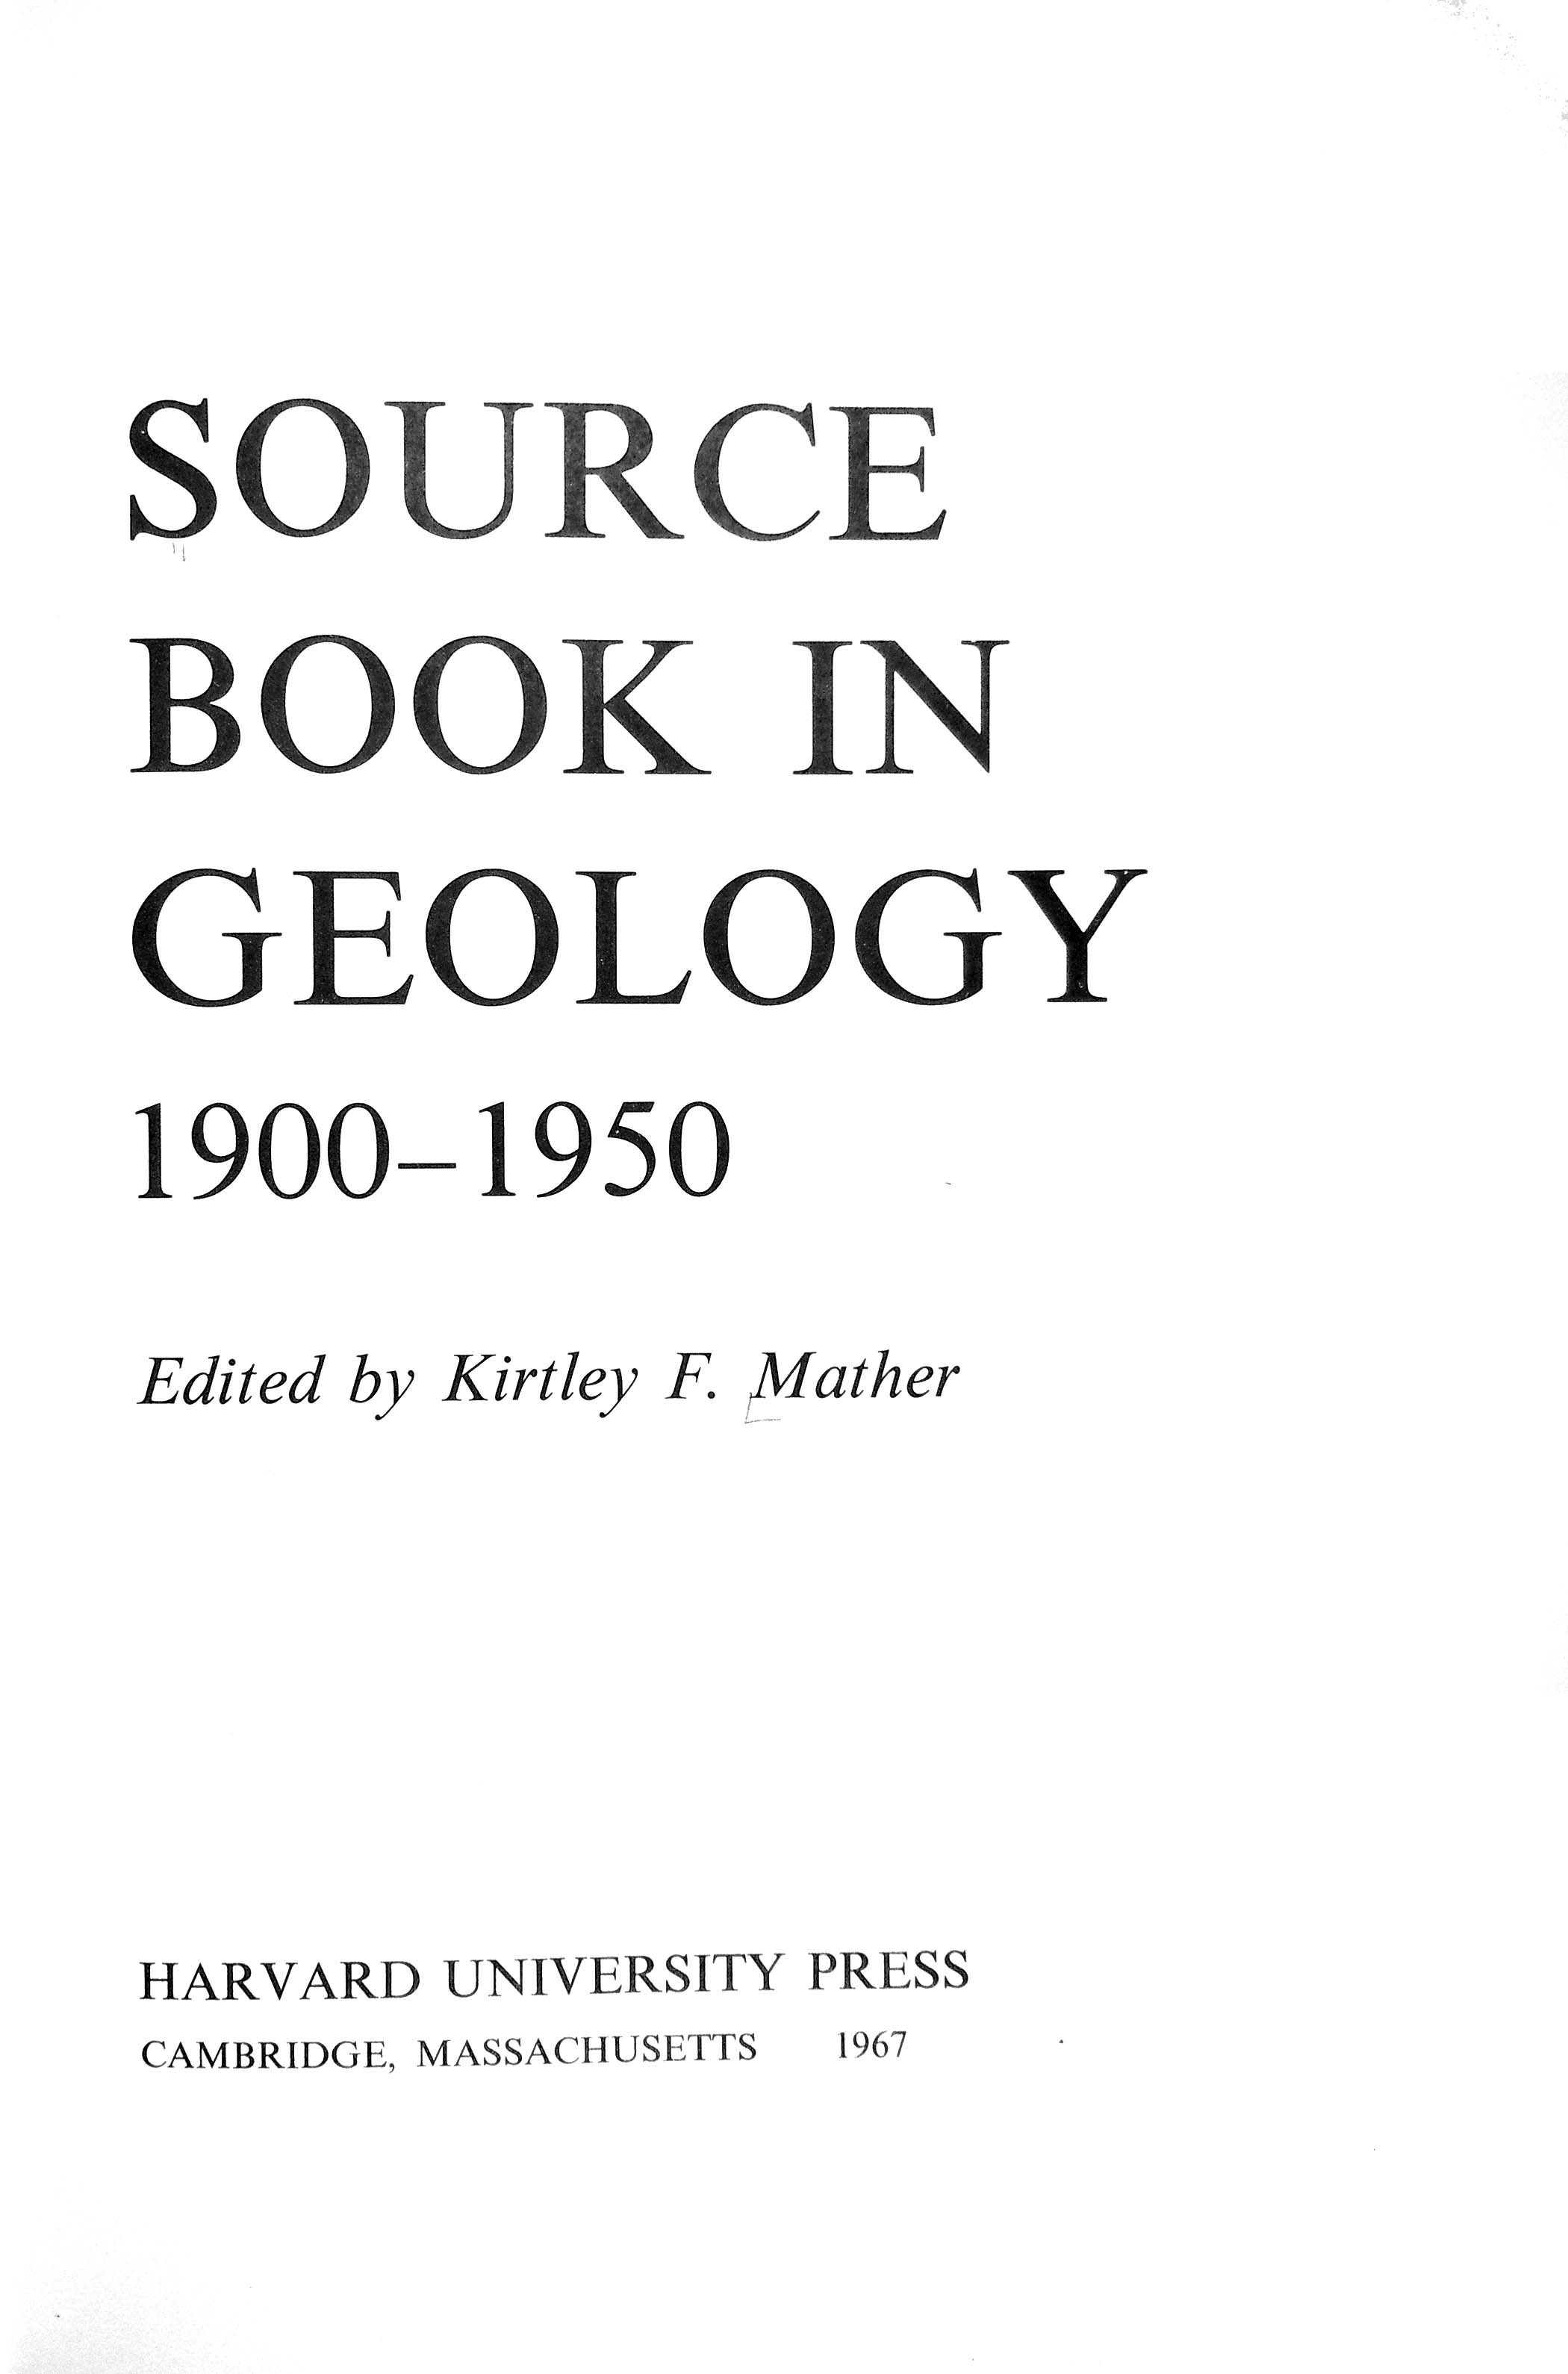 SOURCE
BOOK IN
GEOLOGY
1900–1950
Edited by Kirtley F. Mather
HARVARD UNIVERSITY PRESS
CAMBRIDGE, MASSACHUSETTS 1967